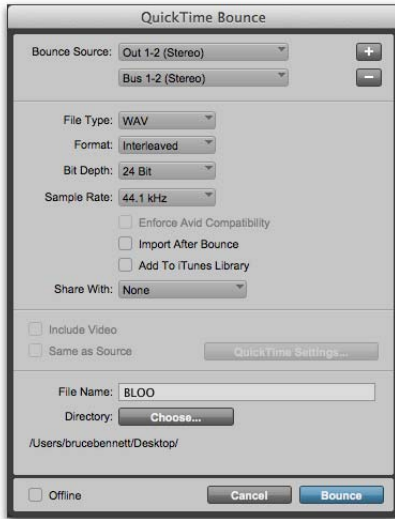 QuickTime Bounce
Bounce Source: Out 1-2 (Stereo) +
Bus 1-2 (Stereo) −
File Type: WAV
Format: Interleaved
Bit Depth: 24 Bit
Sample Rate: 44.1 kHz
Enforce Avid Compatibility
Import After Bounce
Add To iTunes Library
Share With: None
Include Video
Same as Source QuickTime Settings...
File Name: BLOO
Directory: Choose...
/Users/brucebennett/Desktop/
Offline Cancel Bounce